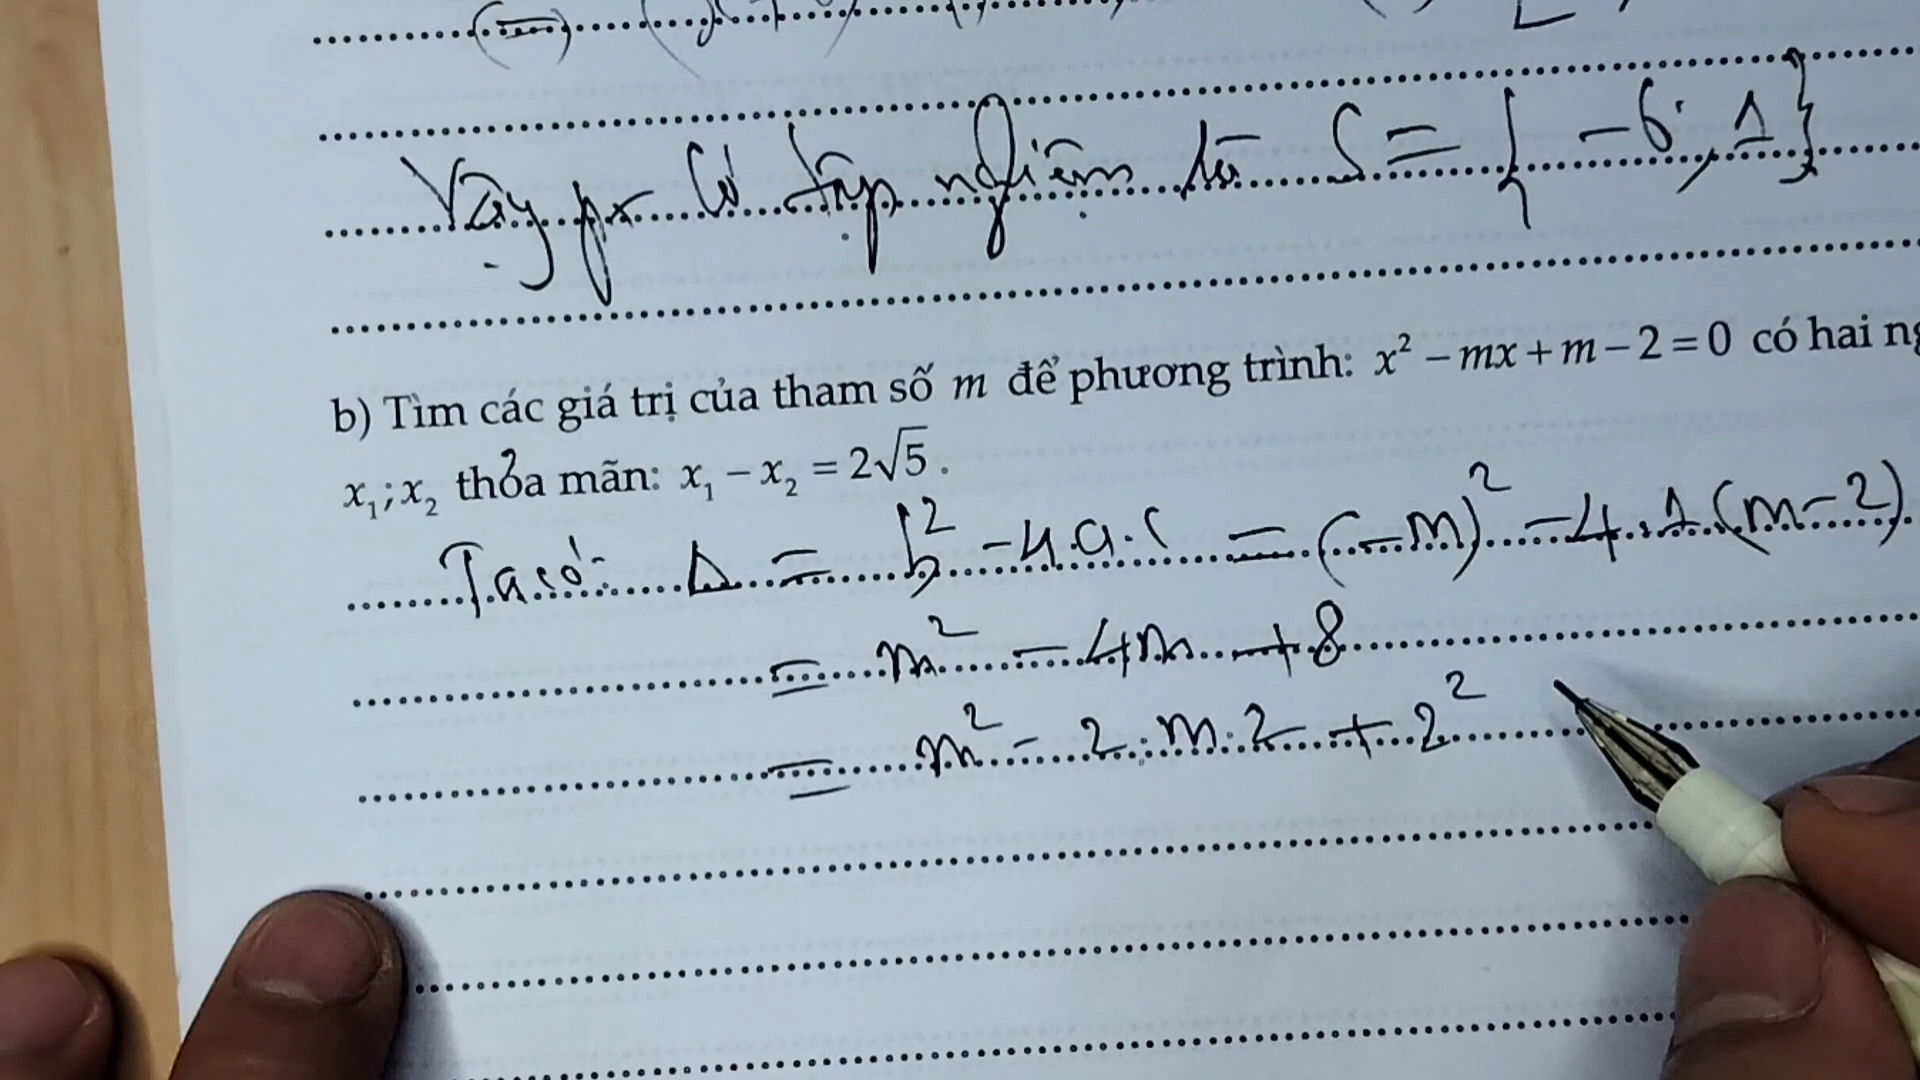 Vậy pt có tập nghiệm là S = { -6; 1}
b) Tìm các giá trị của tham số m để phương trình: x² − mx + m − 2 = 0 có hai
x₁; x₂ thỏa mãn: x₁ − x₂ = 2√5.
Ta có: Δ = b² - 4.a.c = (-m)² - 4.1.(m-2)
= m² - 4m + 8
= m² - 2.m.2 + 2²